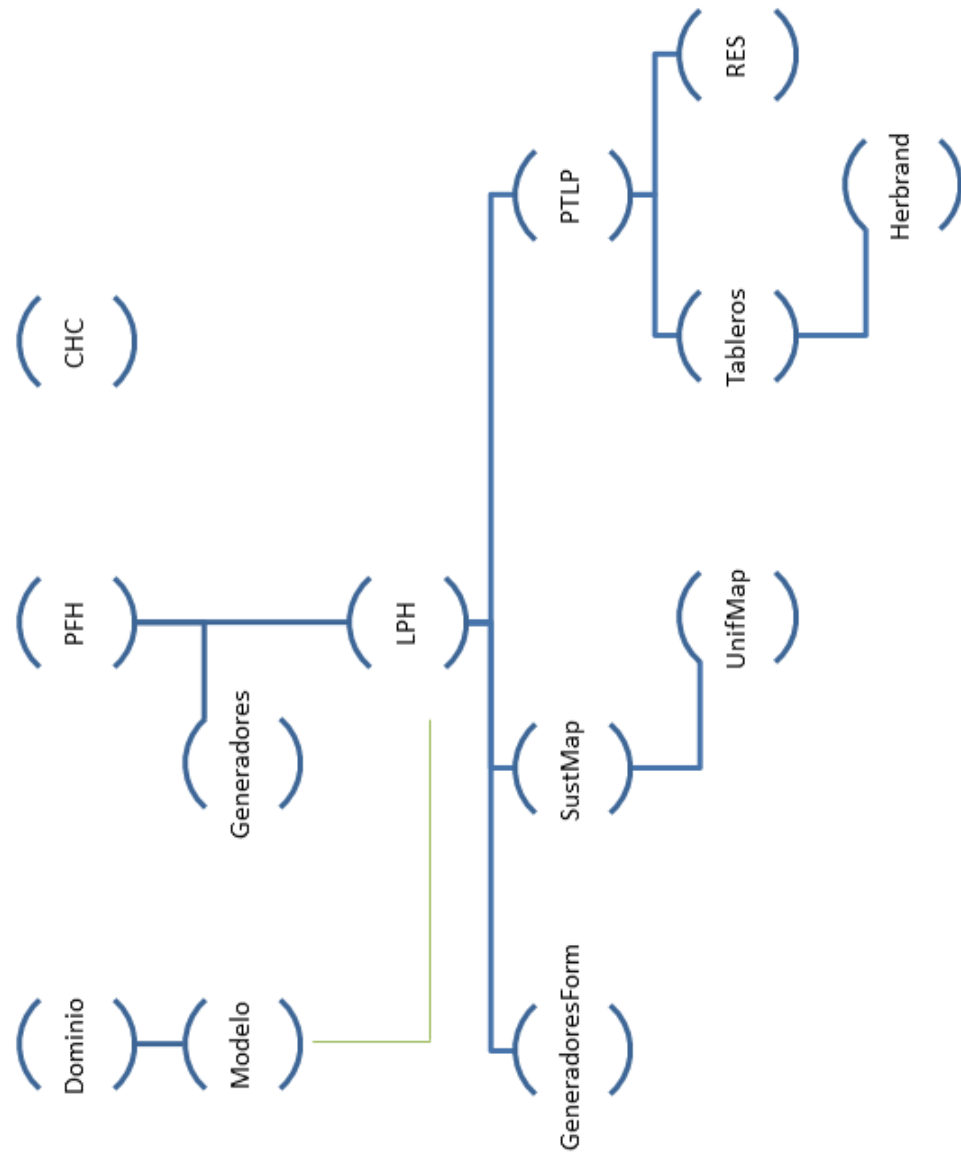 Dominio
PFH
CHC
Modelo
Generadores
LPH
GeneradoresForm
SustMap
PTLP
UnifMap
Tableros
RES
Herbrand